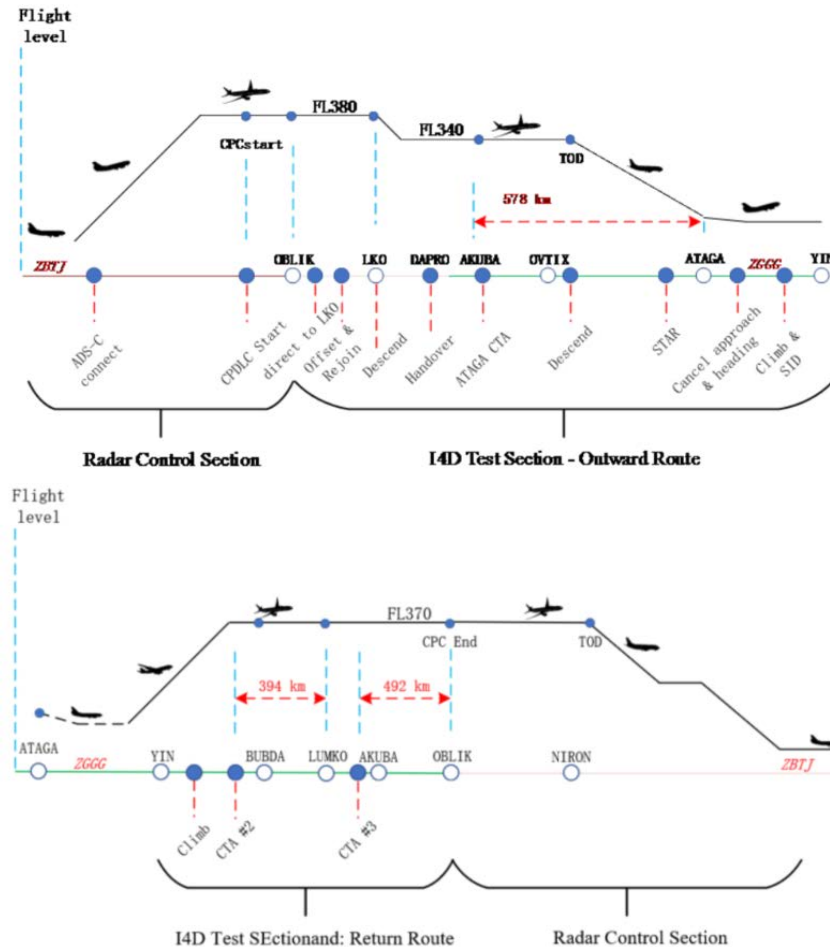 Flight
level
FL380
CPCstart
FL340
TOD
578 km
ZBTJ
OBLIK
LKO
DAPRO
AKUBA
OVTIX
ATAGA
ZGGG
YIN
ADS-C
connect
CPDLC Start
direct to LKO
Offset &
Rejoin
Descend
Handover
ATAGA CTA
Descend
STAR
Cancel approach
& heading
Climb &
SID
Radar Control Section
I4D Test Section - Outward Route
Flight
level
FL370
CPC End
TOD
394 km
492 km
ATAGA
ZGGG
YIN
BUBDA
LUMKO
AKUBA
OBLIK
NIRON
ZBTJ
Climb
CTA #2
CTA #3
I4D Test SEctionand: Return Route
Radar Control Section